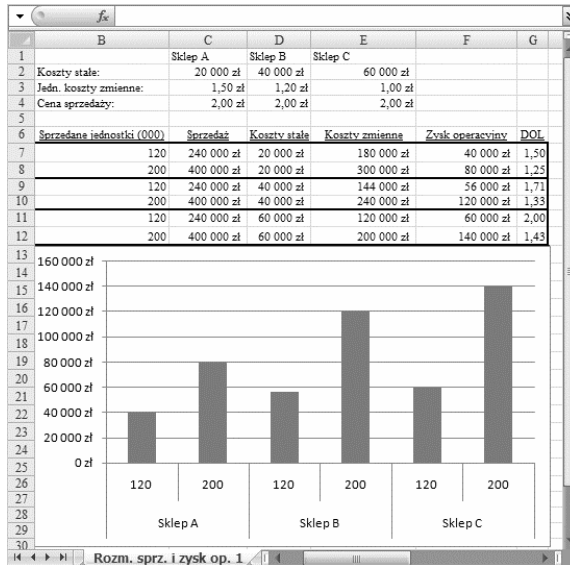 fx
B C D E F G
1 Sklep A Sklep B Sklep C
2 Koszty stałe: 20 000 zł 40 000 zł 60 000 zł
3 Jedn. koszty zmienne: 1,50 zł 1,20 zł 1,00 zł
4 Cena sprzedaży: 2,00 zł 2,00 zł 2,00 zł
5
6 Sprzedane jednostki (000) Sprzedaż Koszty stałe Koszty zmienne Zysk operacyjny DOL
7 120 240 000 zł 20 000 zł 180 000 zł 40 000 zł 1,50
8 200 400 000 zł 20 000 zł 300 000 zł 80 000 zł 1,25
9 120 240 000 zł 40 000 zł 144 000 zł 56 000 zł 1,71
10 200 400 000 zł 40 000 zł 240 000 zł 120 000 zł 1,33
11 120 240 000 zł 60 000 zł 120 000 zł 60 000 zł 2,00
12 200 400 000 zł 60 000 zł 200 000 zł 140 000 zł 1,43
13 160 000 zł
14
15 140 000 zł
16 120 000 zł
17
18 100 000 zł
19 80 000 zł
20
21 60 000 zł
22 40 000 zł
23
24 20 000 zł
25 0 zł
26 120 200 120 200 120 200
27
28
29 Sklep A Sklep B Sklep C
30
Rozm. sprz. i zysk op. 1